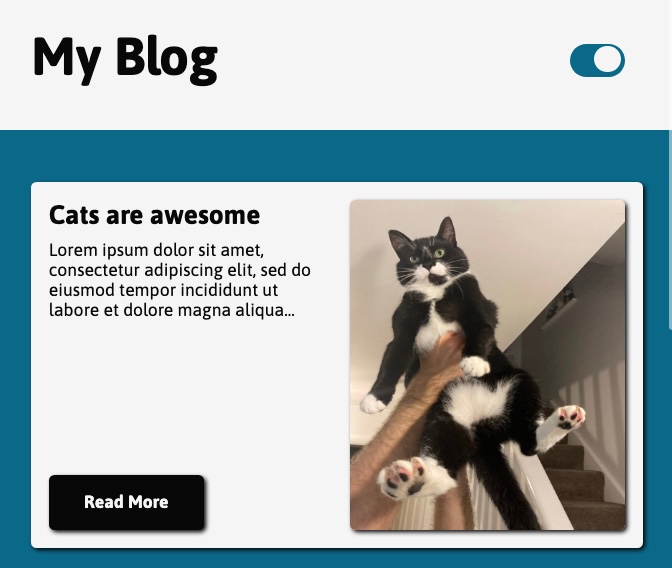 My Blog
Cats are awesome
Lorem ipsum dolor sit amet,
consectetur adipiscing elit, sed do
eiusmod tempor incididunt ut
labore et dolore magna aliqua...
Read More